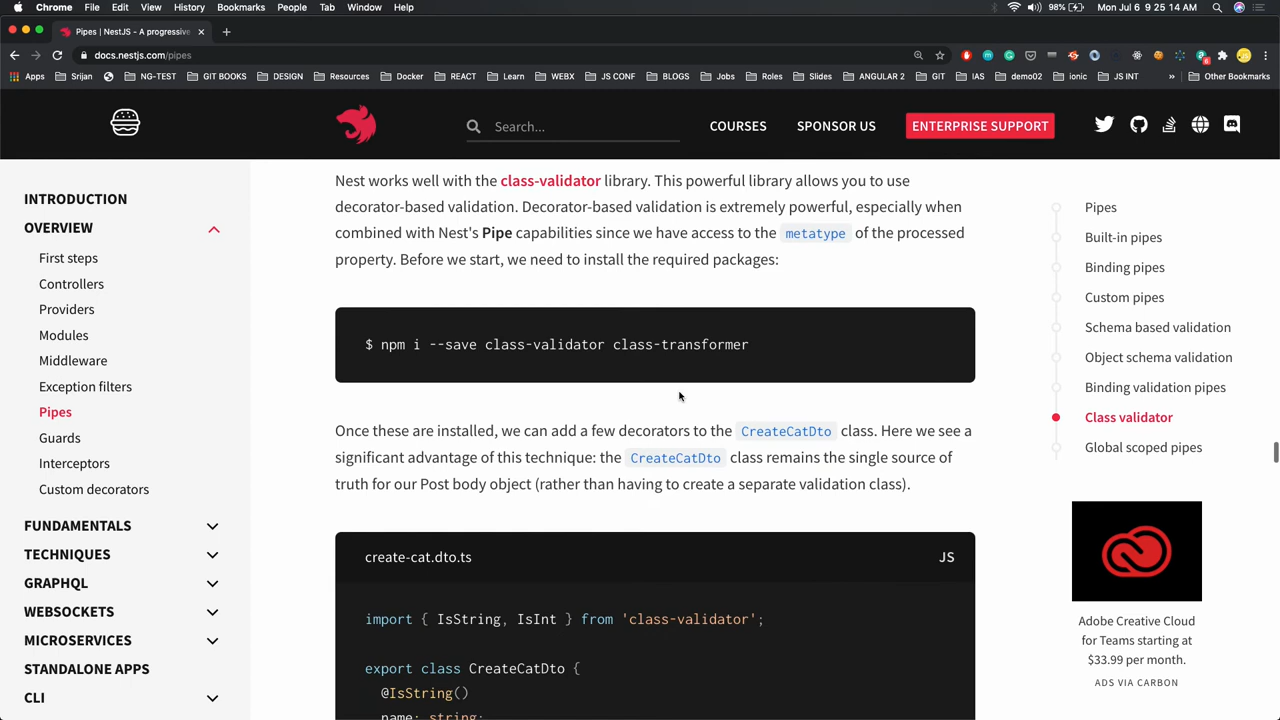 Chrome File Edit View History Bookmarks People Tab Window Help 98% Mon Jul 6 9:25:14 AM
Pipes | NestJS - A progressive
docs.nestjs.com/pipes
Apps Srijan NG-TEST GIT BOOKS DESIGN Resources Docker REACT Learn WEBX JS CONF BLOGS Jobs Roles Slides ANGULAR 2 GIT IAS demo02 ionic JS INT » Other Bookmarks
Search... COURSES SPONSOR US ENTERPRISE SUPPORT
INTRODUCTION
OVERVIEW
First steps
Controllers
Providers
Modules
Middleware
Exception filters
Pipes
Guards
Interceptors
Custom decorators
FUNDAMENTALS
TECHNIQUES
GRAPHQL
WEBSOCKETS
MICROSERVICES
STANDALONE APPS
CLI
Nest works well with the class-validator library. This powerful library allows you to use
decorator-based validation. Decorator-based validation is extremely powerful, especially when
combined with Nest's Pipe capabilities since we have access to the metatype of the processed
property. Before we start, we need to install the required packages:
$ npm i --save class-validator class-transformer
Once these are installed, we can add a few decorators to the CreateCatDto class. Here we see a
significant advantage of this technique: the CreateCatDto class remains the single source of
truth for our Post body object (rather than having to create a separate validation class).
create-cat.dto.ts JS
import { IsString, IsInt } from 'class-validator';
export class CreateCatDto {
@IsString()
name: string;
Pipes
Built-in pipes
Binding pipes
Custom pipes
Schema based validation
Object schema validation
Binding validation pipes
Class validator
Global scoped pipes
Adobe Creative Cloud
for Teams starting at
$33.99 per month.
ADS VIA CARBON